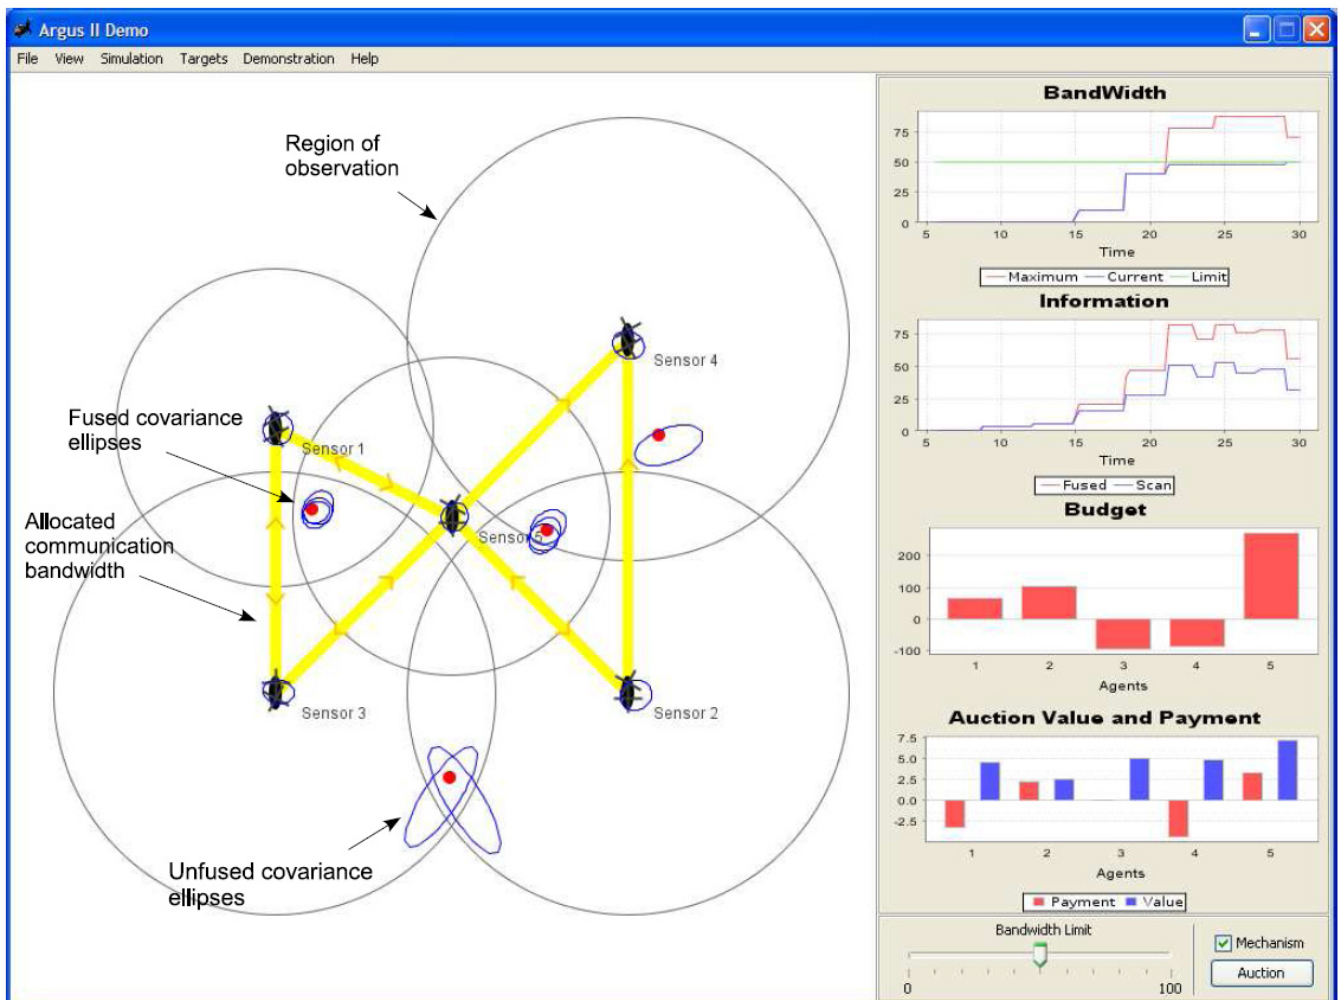 Argus II Demo
File View Simulation Targets Demonstration Help
Region of
observation
Sensor 4
Fused covariance
ellipses
Sensor 1
Allocated
communication
bandwidth
Sensor 5
Sensor 3
Sensor 2
Unfused covariance
ellipses
BandWidth
75
50
25
0
5 10 15 20 25 30
Time
Maximum Current Limit
Information
75
50
25
0
5 10 15 20 25 30
Time
Fused Scan
Budget
200
100
0
-100
1 2 3 4 5
Agents
Auction Value and Payment
7.5
5.0
2.5
0.0
-2.5
1 2 3 4 5
Agents
Payment Value
Bandwidth Limit
0 100
Mechanism
Auction